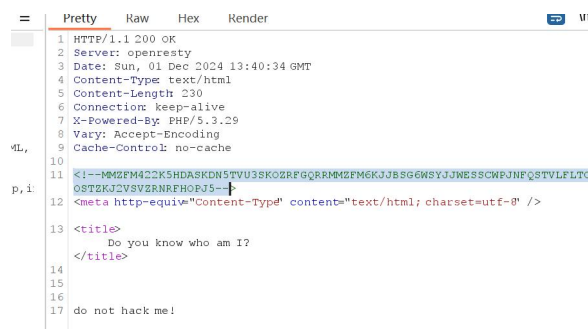 Pretty Raw Hex Render
1 HTTP/1.1 200 OK
2 Server: openresty
3 Date: Sun, 01 Dec 2024 13:40:34 GMT
4 Content-Type: text/html
5 Content-Length: 230
6 Connection: keep-alive
7 X-Powered-By: PHP/5.3.29
8 Vary: Accept-Encoding
9 Cache-Control: no-cache
10
11 <!--MMZFM422K5HDASKDN5TVU3SKOZRFGQRRMMZFM6KJJBSG6WSYJJWESSCWPJNFQSTVLFLTC
OSTZKJ2VSVZRNRFHOPJ5-->
12 <meta http-equiv="Content-Type" content="text/html; charset=utf-8" />
13 <title>
Do you know who am I?
</title>
14
15
16
17 do not hack me!